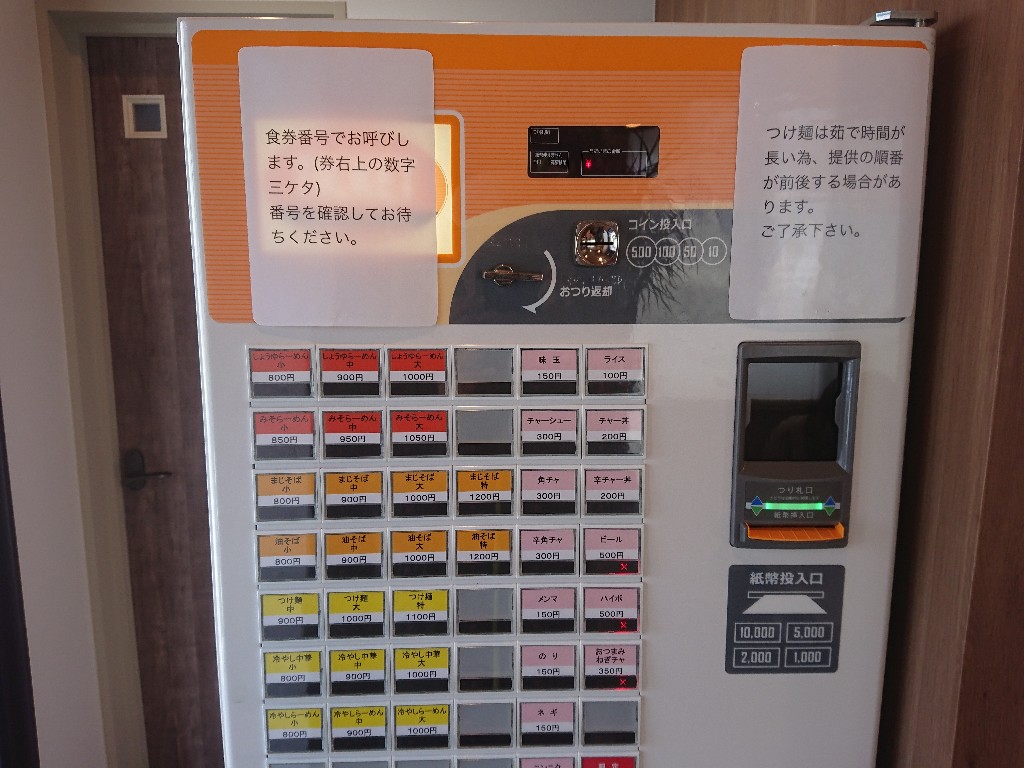 食券番号でお呼びし
ます。(券右上の数字
三ケタ)
番号を確認してお待
ちください。
つけ麺は茹で時間が
長い為、提供の順番
が前後する場合があ
ります。
ご了承下さい。
コイン投入口
500 100 50 10
おつり返却
しょうゆらーめん 小 800円
しょうゆらーめん 中 900円
しょうゆらーめん 大 1000円
味玉 150円
ライス 100円
みそらーめん 小 850円
みそらーめん 中 950円
みそらーめん 大 1050円
チャーシュー 300円
チャー丼 200円
まじそば 小 800円
まじそば 中 900円
まじそば 大 1000円
まじそば 特 1200円
角チャ 300円
辛チャー丼 200円
油そば 小 800円
油そば 中 900円
油そば 大 1000円
油そば 特 1200円
辛角チャ 300円
ビール 500円
つけ麺 中 900円
つけ麺 大 1000円
つけ麺 特 1100円
メンマ 150円
ハイボ 500円
冷やし中華 小 800円
冷やし中華 中 900円
冷やし中華 大 1000円
のり 150円
おつまみ ねぎチャ 350円
冷やしらーめん 小 800円
冷やしらーめん 中 900円
冷やしらーめん 大 1000円
ネギ 150円
つり札口
紙幣投入口
紙幣投入口
10,000 5,000
2,000 1,000